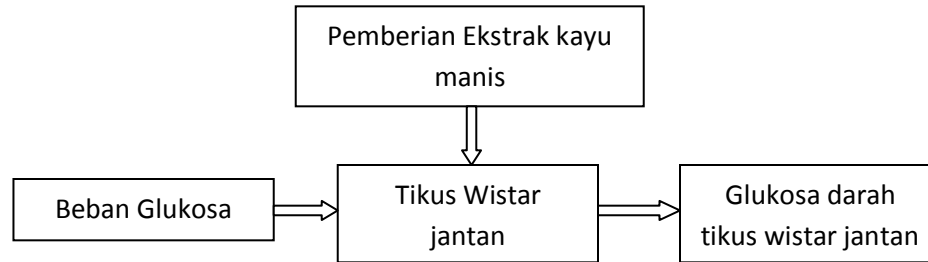 Pemberian Ekstrak kayu
manis
Beban Glukosa
Tikus Wistar
jantan
Glukosa darah
tikus wistar jantan